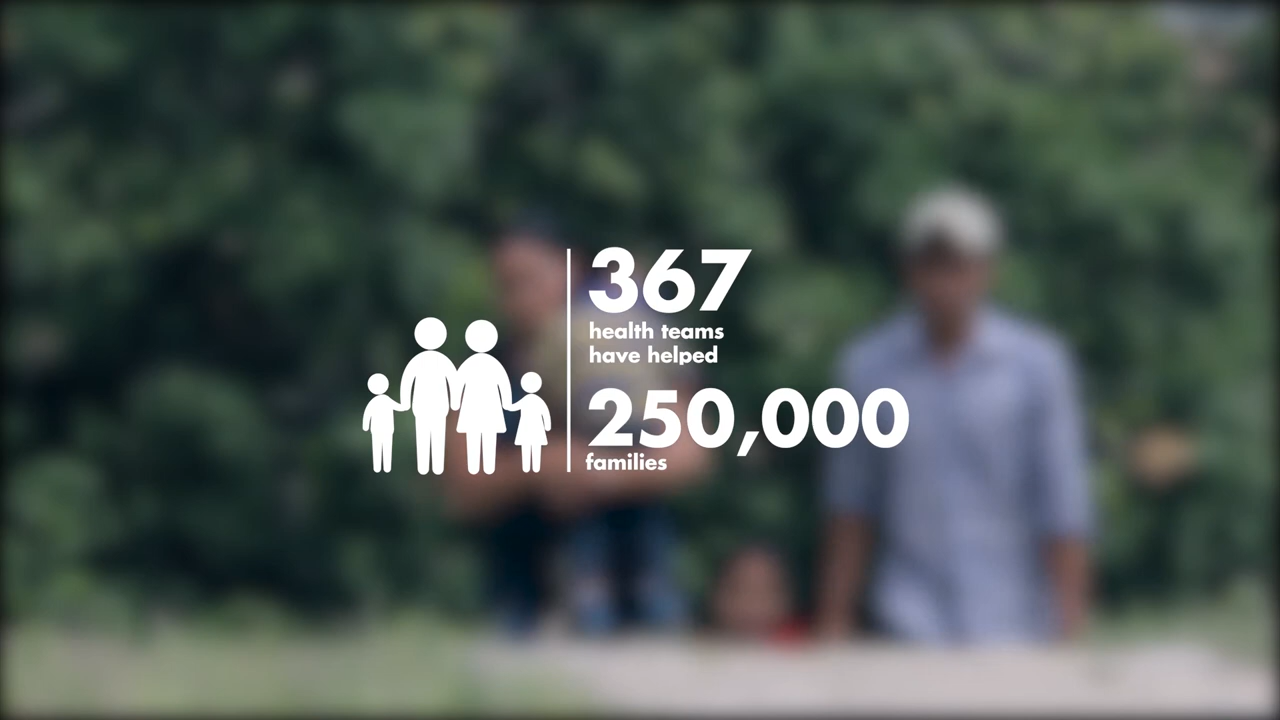 367
health teams
have helped
250,000
families